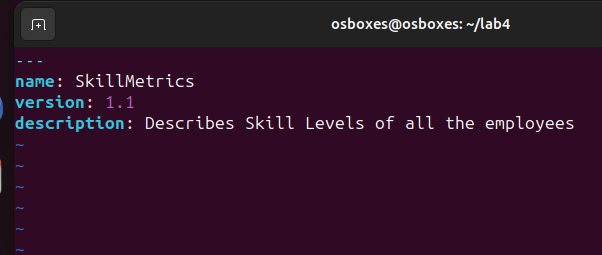 osboxes@osboxes: ~/lab4
---
name: SkillMetrics
version: 1.1
description: Describes Skill Levels of all the employees
~
~
~
~
~
~